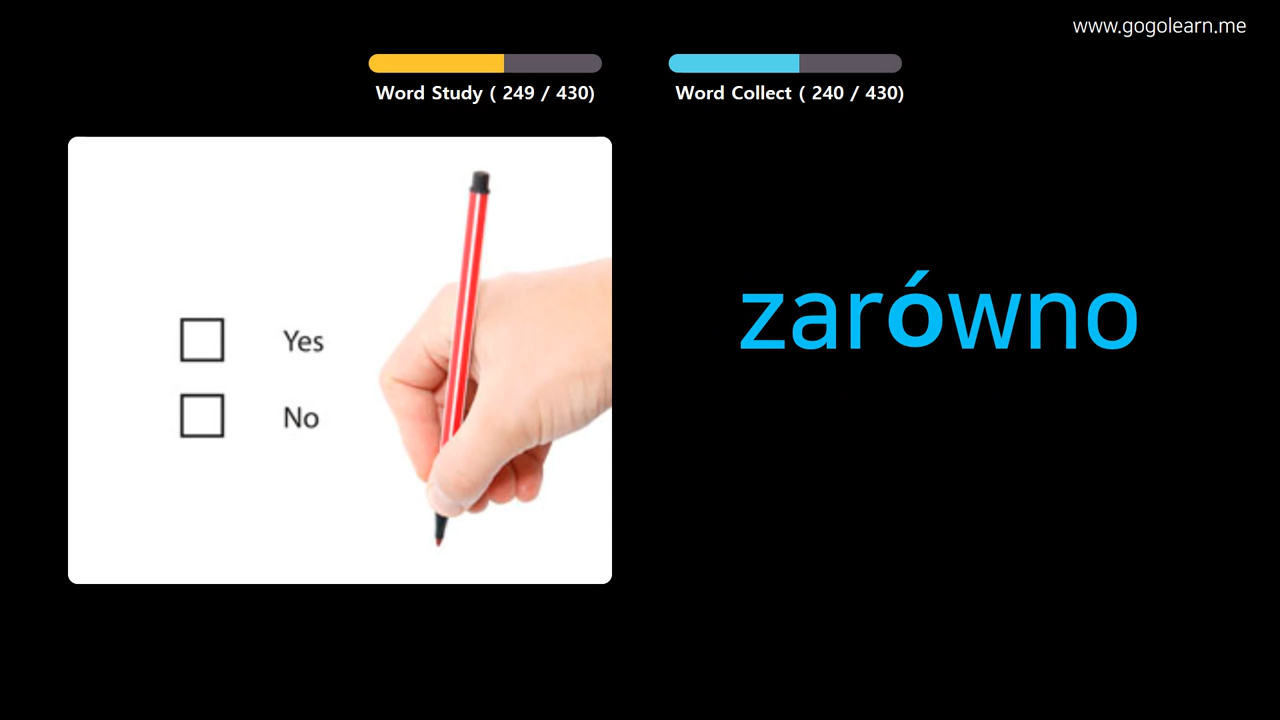 www.gogolearn.me
Word Study ( 249 / 430)
Word Collect ( 240 / 430)
zarówno
Yes
No